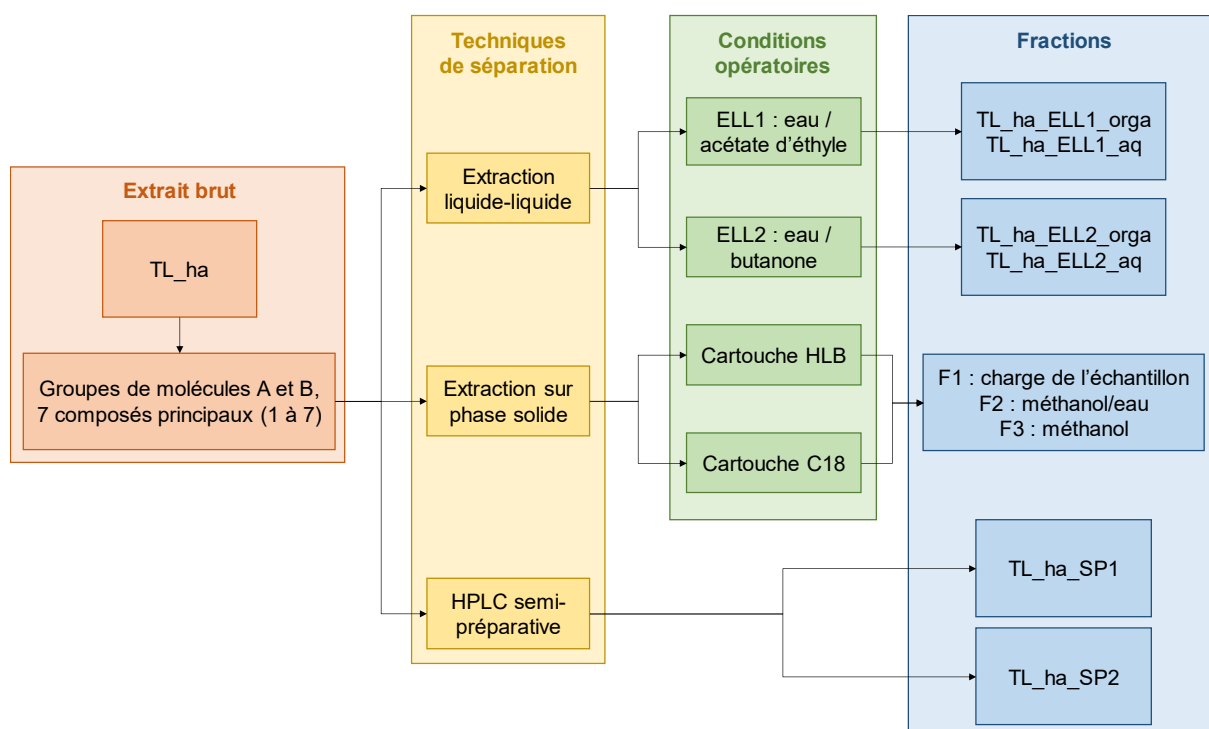 Extrait brut
TL_ha
Groupes de molécules A et B,
7 composés principaux (1 à 7)
Techniques
de séparation
Extraction
liquide-liquide
Extraction sur
phase solide
HPLC semi-
préparative
Conditions
opératoires
ELL1 : eau /
acétate d’éthyle
ELL2 : eau /
butanone
Cartouche HLB
Cartouche C18
Fractions
TL_ha_ELL1_orga
TL_ha_ELL1_aq
TL_ha_ELL2_orga
TL_ha_ELL2_aq
F1 : charge de l’échantillon
F2 : méthanol/eau
F3 : méthanol
TL_ha_SP1
TL_ha_SP2